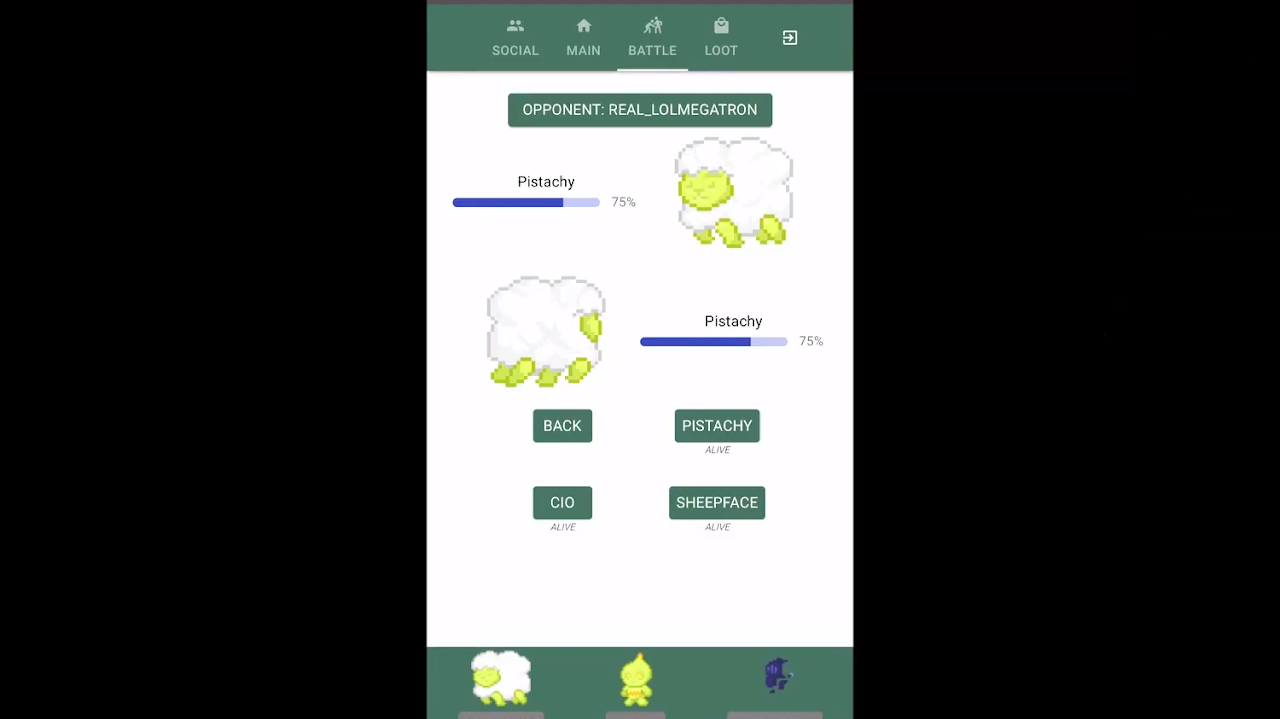 SOCIAL MAIN BATTLE LOOT
OPPONENT: REAL_LOLMEGATRON
Pistachy
75%
Pistachy
75%
BACK PISTACHY
ALIVE
CIO SHEEPFACE
ALIVE ALIVE